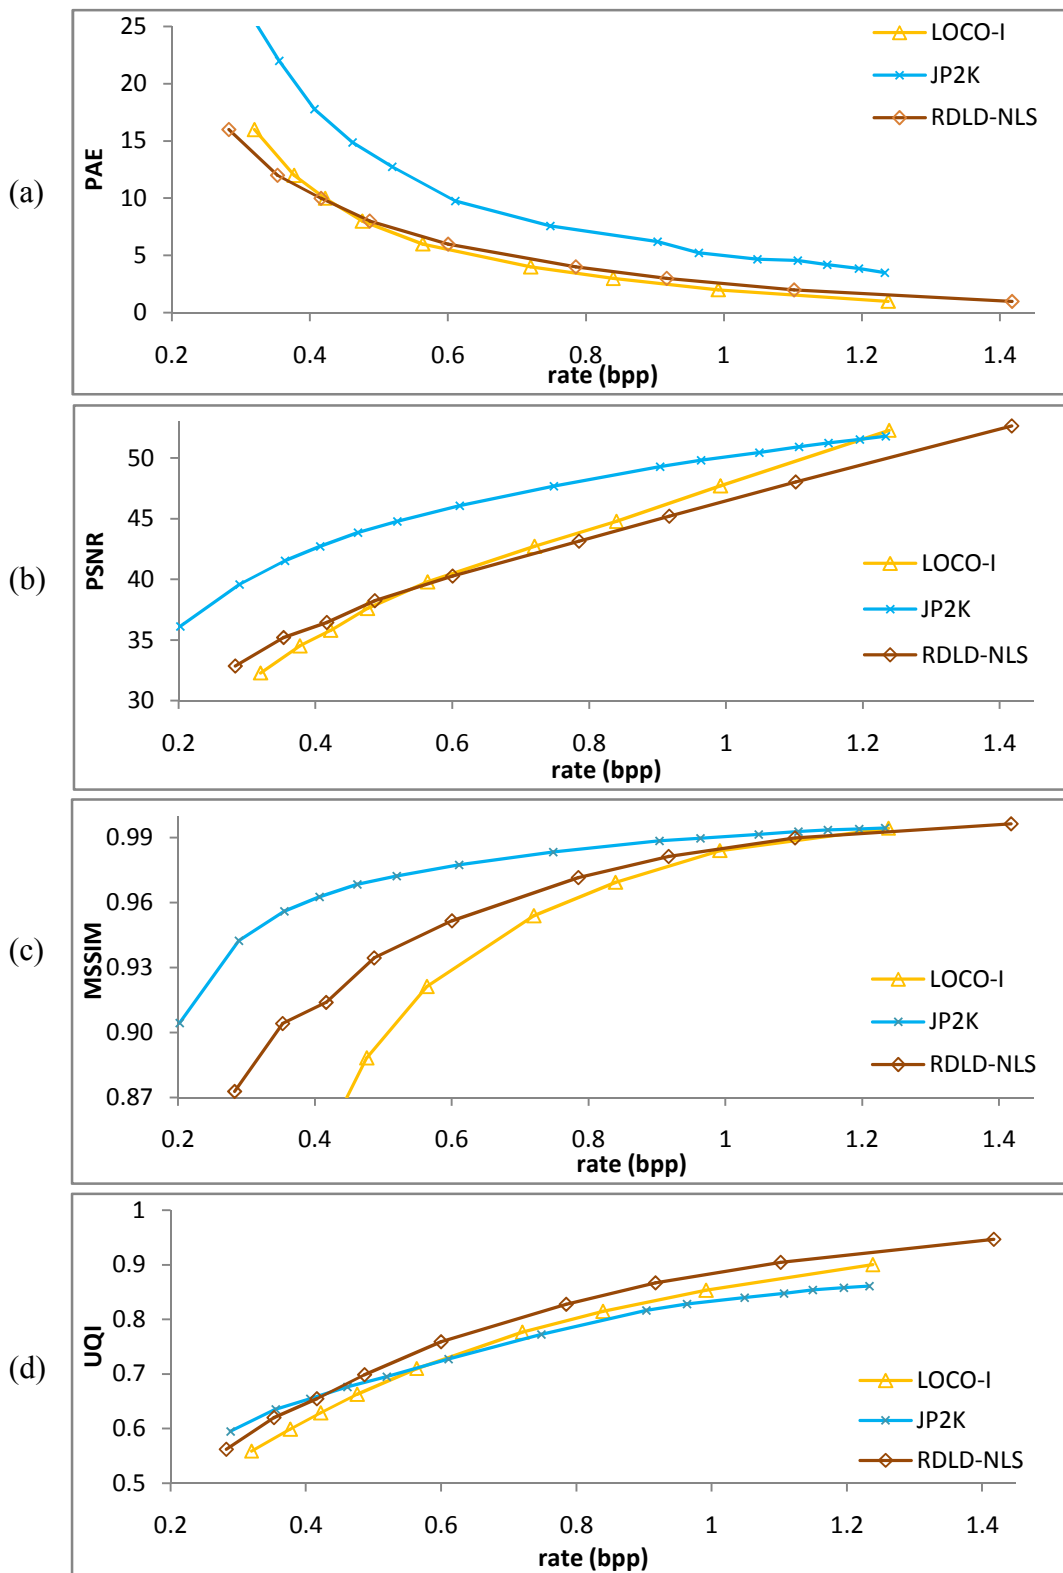 (a)
PAE
25
20
15
10
5
0
0.2 0.4 0.6 0.8 1 1.2 1.4
rate (bpp)
LOCO-I
JP2K
RDLD-NLS
(b)
PSNR
50
45
40
35
30
0.2 0.4 0.6 0.8 1 1.2 1.4
rate (bpp)
LOCO-I
JP2K
RDLD-NLS
(c)
MSSIM
0.99
0.96
0.93
0.90
0.87
0.2 0.4 0.6 0.8 1 1.2 1.4
rate (bpp)
LOCO-I
JP2K
RDLD-NLS
(d)
UQI
1
0.9
0.8
0.7
0.6
0.5
0.2 0.4 0.6 0.8 1 1.2 1.4
rate (bpp)
LOCO-I
JP2K
RDLD-NLS